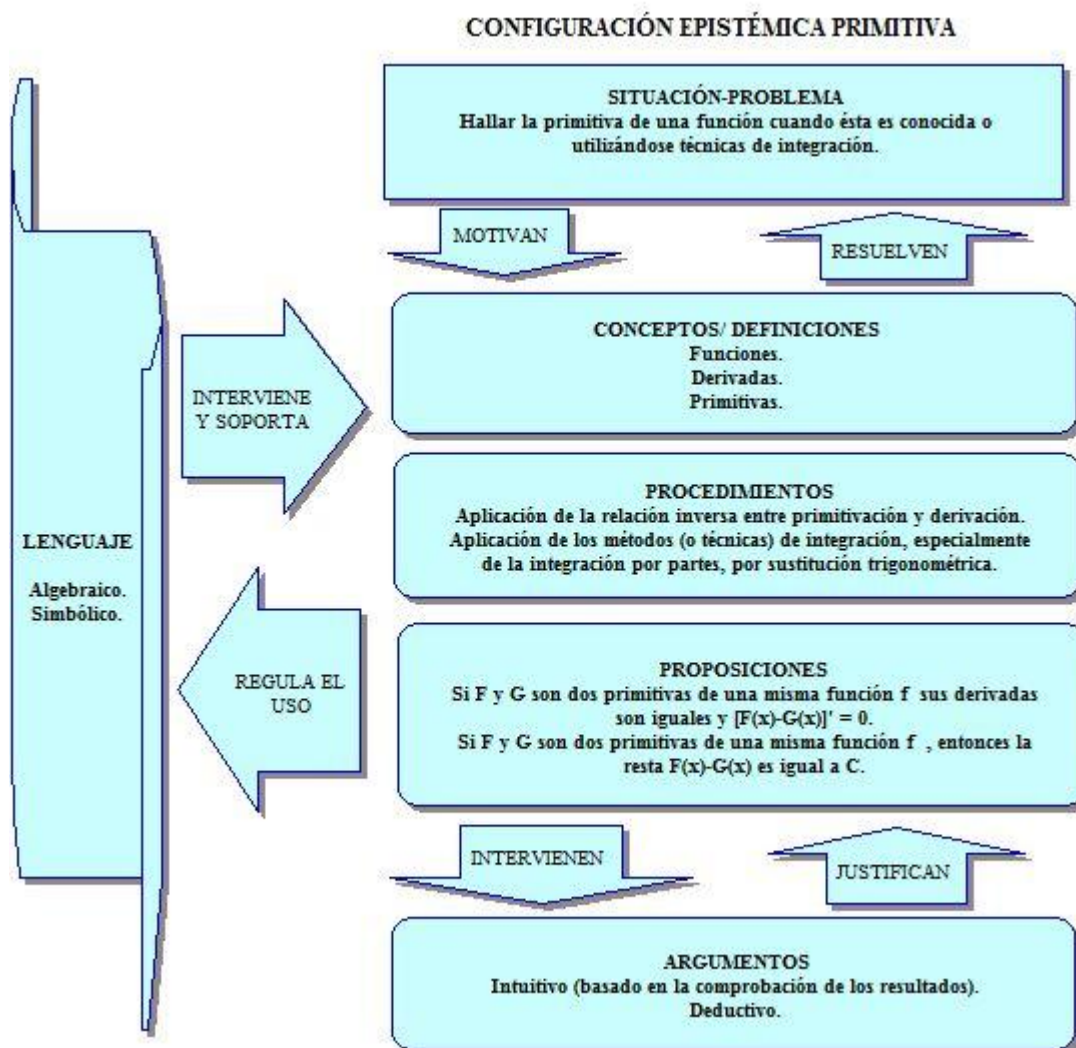 CONFIGURACIÓN EPISTÉMICA PRIMITIVA
SITUACIÓN-PROBLEMA
Hallar la primitiva de una función cuando ésta es conocida o
utilizándose técnicas de integración.
MOTIVAN
RESUELVEN
CONCEPTOS/ DEFINICIONES
Funciones.
Derivadas.
Primitivas.
INTERVIENE
Y SOPORTA
PROCEDIMIENTOS
Aplicación de la relación inversa entre primitivación y derivación.
Aplicación de los métodos (o técnicas) de integración, especialmente
de la integración por partes, por sustitución trigonométrica.
LENGUAJE
Algebraico.
Simbólico.
REGULA EL
USO
PROPOSICIONES
Si F y G son dos primitivas de una misma función f sus derivadas
son iguales y [F(x)-G(x)]' = 0.
Si F y G son dos primitivas de una misma función f , entonces la
resta F(x)-G(x) es igual a C.
INTERVIENEN
JUSTIFICAN
ARGUMENTOS
Intuitivo (basado en la comprobación de los resultados).
Deductivo.